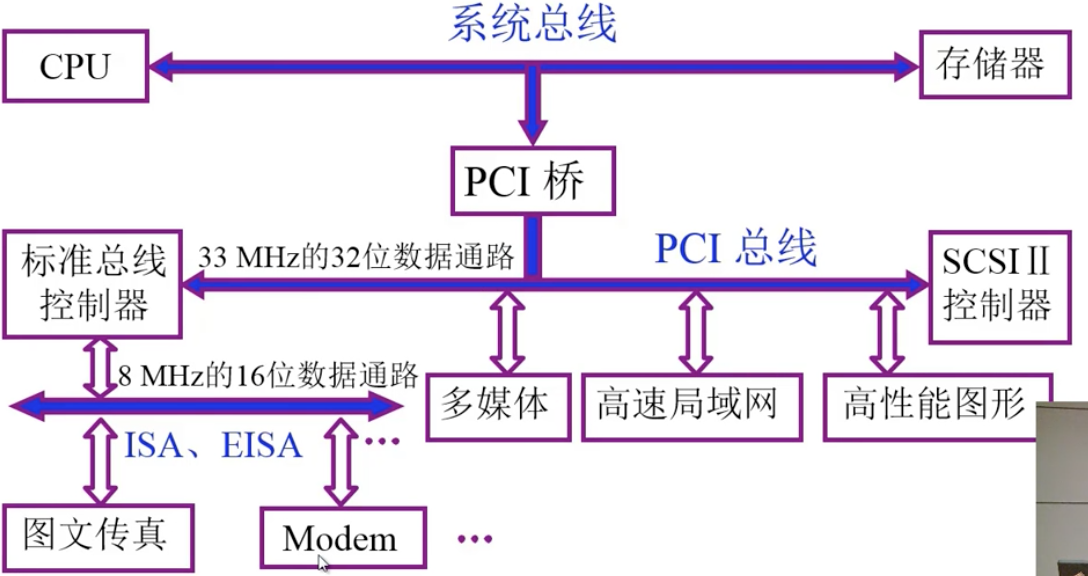 系统总线
CPU
存储器
PCI 桥
标准总线
控制器
33 MHz的32位数据通路
PCI 总线
SCSI II
控制器
8 MHz的16位数据通路
多媒体
高速局域网
高性能图形
ISA、EISA
...
图文传真
Modem
...